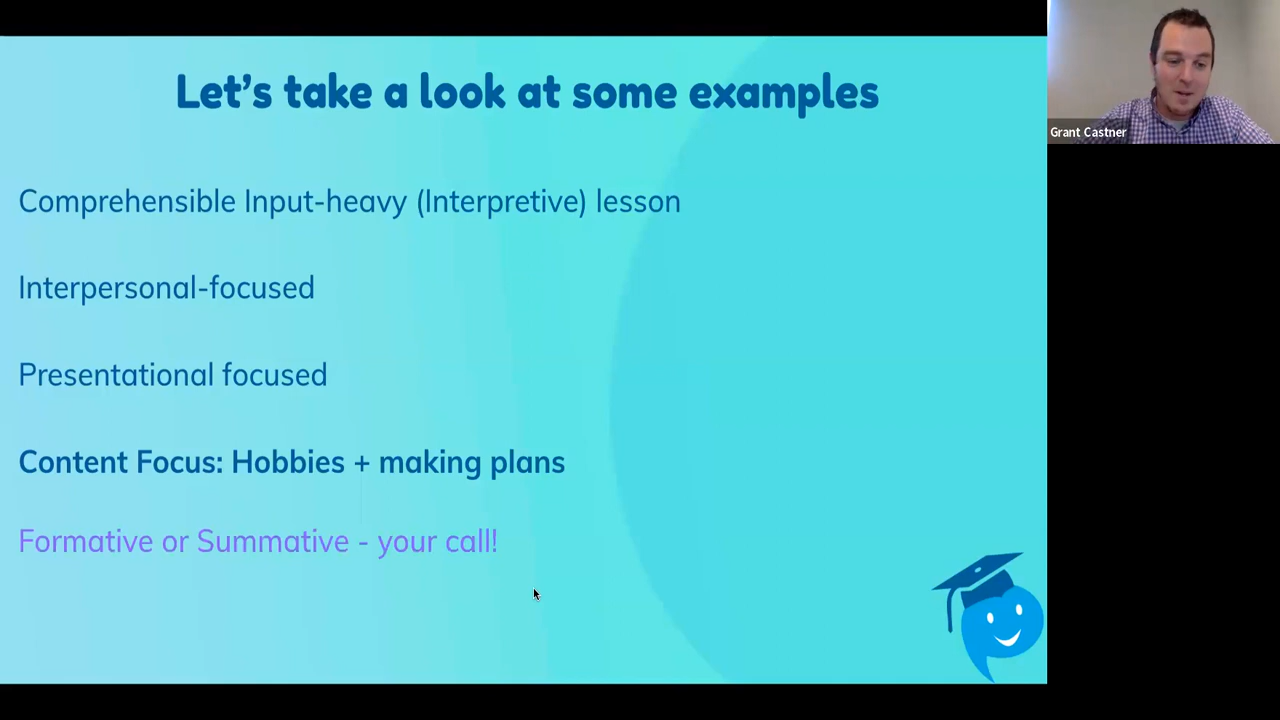 Let's take a look at some examples
Comprehensible Input-heavy (Interpretive) lesson
Interpersonal-focused
Presentational focused
Content Focus: Hobbies + making plans
Formative or Summative - your call!
Grant Castner